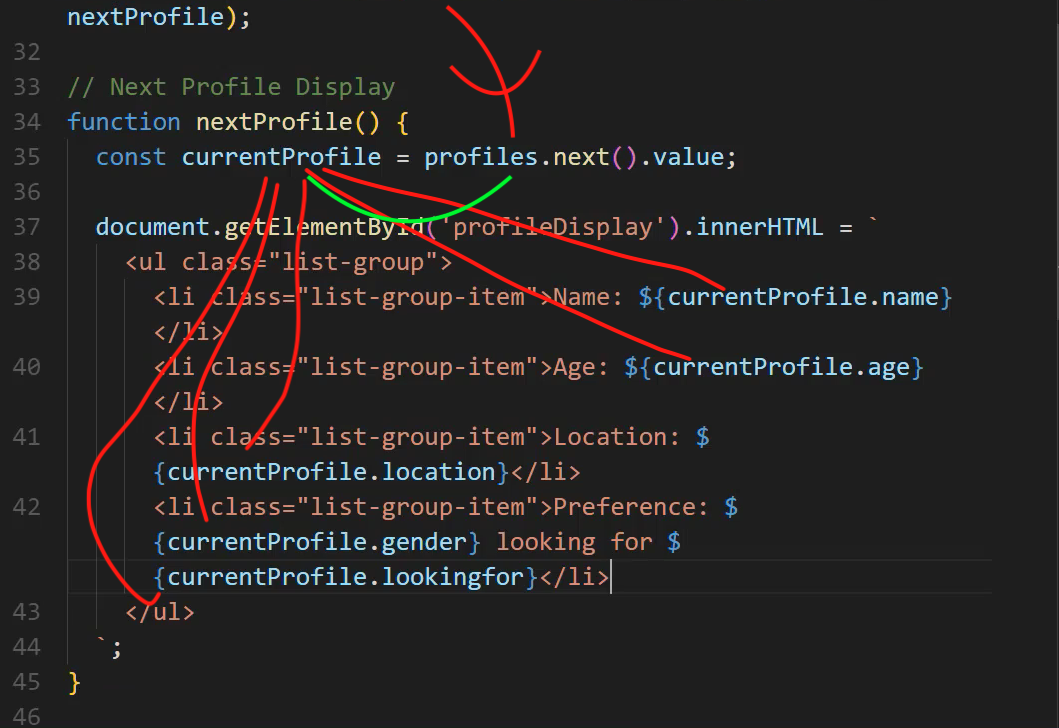 nextProfile);
32
33 // Next Profile Display
34 function nextProfile() {
35 const currentProfile = profiles.next().value;
36
37 document.getElementById('profileDisplay').innerHTML = `
38 <ul class="list-group">
39 <li class="list-group-item">Name: ${currentProfile.name}
</li>
40 <li class="list-group-item">Age: ${currentProfile.age}
</li>
41 <li class="list-group-item">Location: $
{currentProfile.location}</li>
42 <li class="list-group-item">Preference: $
{currentProfile.gender} looking for $
{currentProfile.lookingfor}</li>
43 </ul>
44 `;
45 }
46